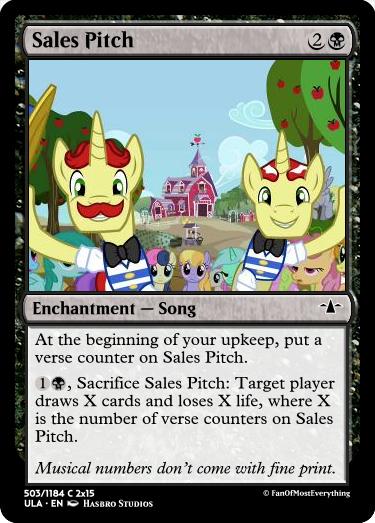 Sales Pitch 2
Enchantment — Song
At the beginning of your upkeep, put a
verse counter on Sales Pitch.
1, Sacrifice Sales Pitch: Target player
draws X cards and loses X life, where X
is the number of verse counters on Sales
Pitch.
Musical numbers don't come with fine print.
503/1184 C 2x15
ULA • EN Hasbro Studios
© FanOfMostEverything